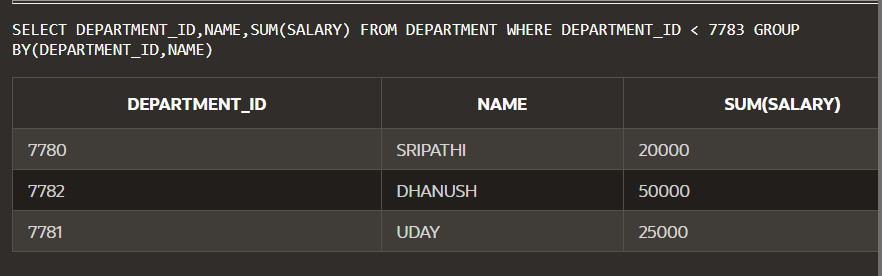 SELECT DEPARTMENT_ID,NAME,SUM(SALARY) FROM DEPARTMENT WHERE DEPARTMENT_ID < 7783 GROUP
BY(DEPARTMENT_ID,NAME)
DEPARTMENT_ID NAME SUM(SALARY)
7780 SRIPATHI 20000
7782 DHANUSH 50000
7781 UDAY 25000